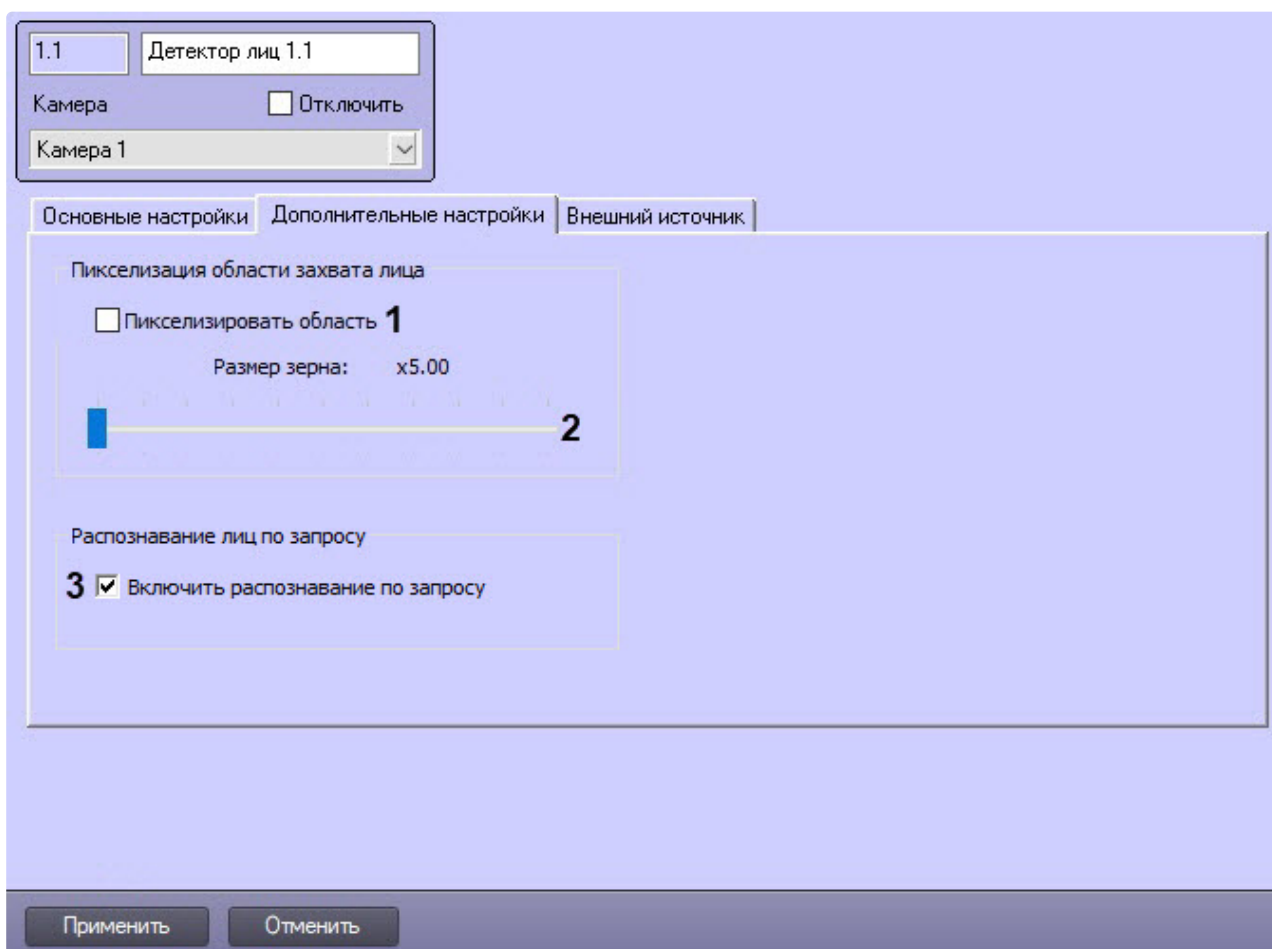 1.1 Детектор лиц 1.1
Камера Отключить
Камера 1
Основные настройки Дополнительные настройки Внешний источник
Пикселизация области захвата лица
Пикселизировать область 1
Размер зерна: x5.00
2
Распознавание лиц по запросу
3 Включить распознавание по запросу
Применить Отменить